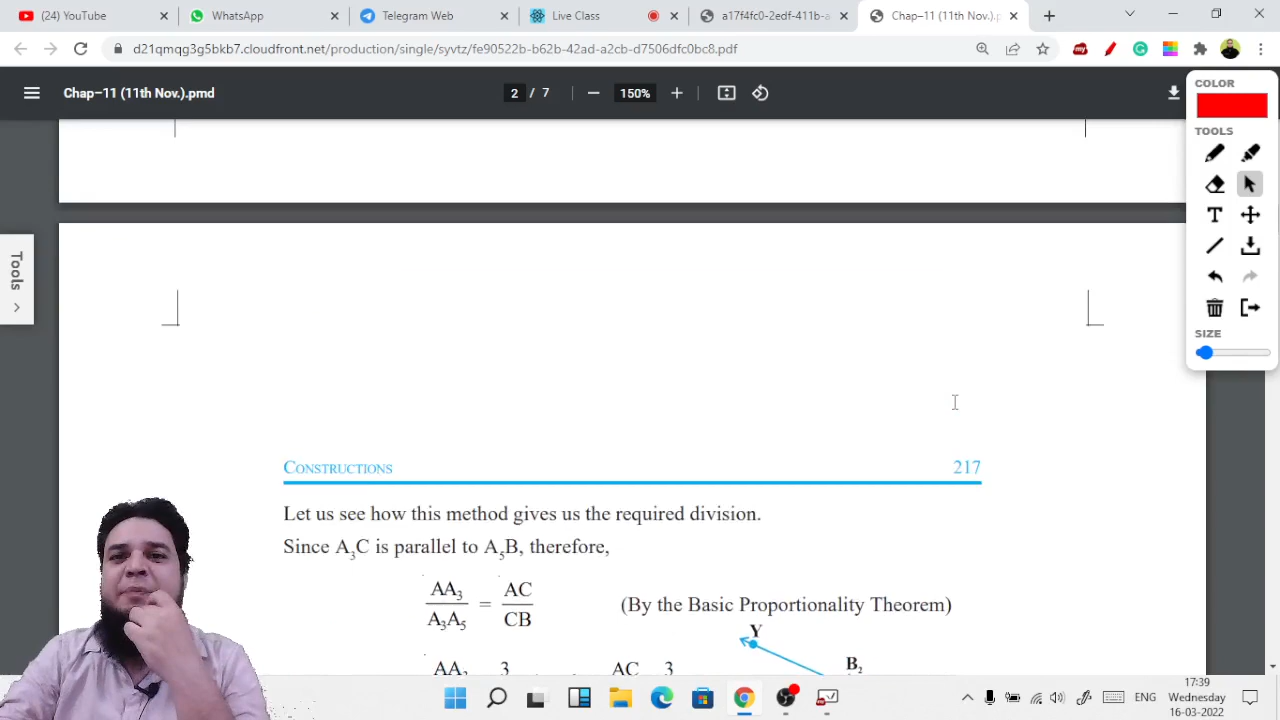 (24) YouTube
WhatsApp
Telegram Web
Live Class
a17f4fc0-2edf-411b-a
Chap–11 (11th Nov.).p
d21qmqg3g5bkb7.cloudfront.net/production/single/syvtz/fe90522b-b62b-42ad-a2cb-d7506dfc0bc8.pdf
Chap–11 (11th Nov.).pmd
2 / 7
150%
COLOR
TOOLS
SIZE
Tools
CONSTRUCTIONS 217
Let us see how this method gives us the required division.
Since A₃C is parallel to A₅B, therefore,
AA₃/A₃A₅ = AC/CB (By the Basic Proportionality Theorem)
Y
B₂
AA₃ 3 AC 3
ENG
17:39
Wednesday
16-03-2022